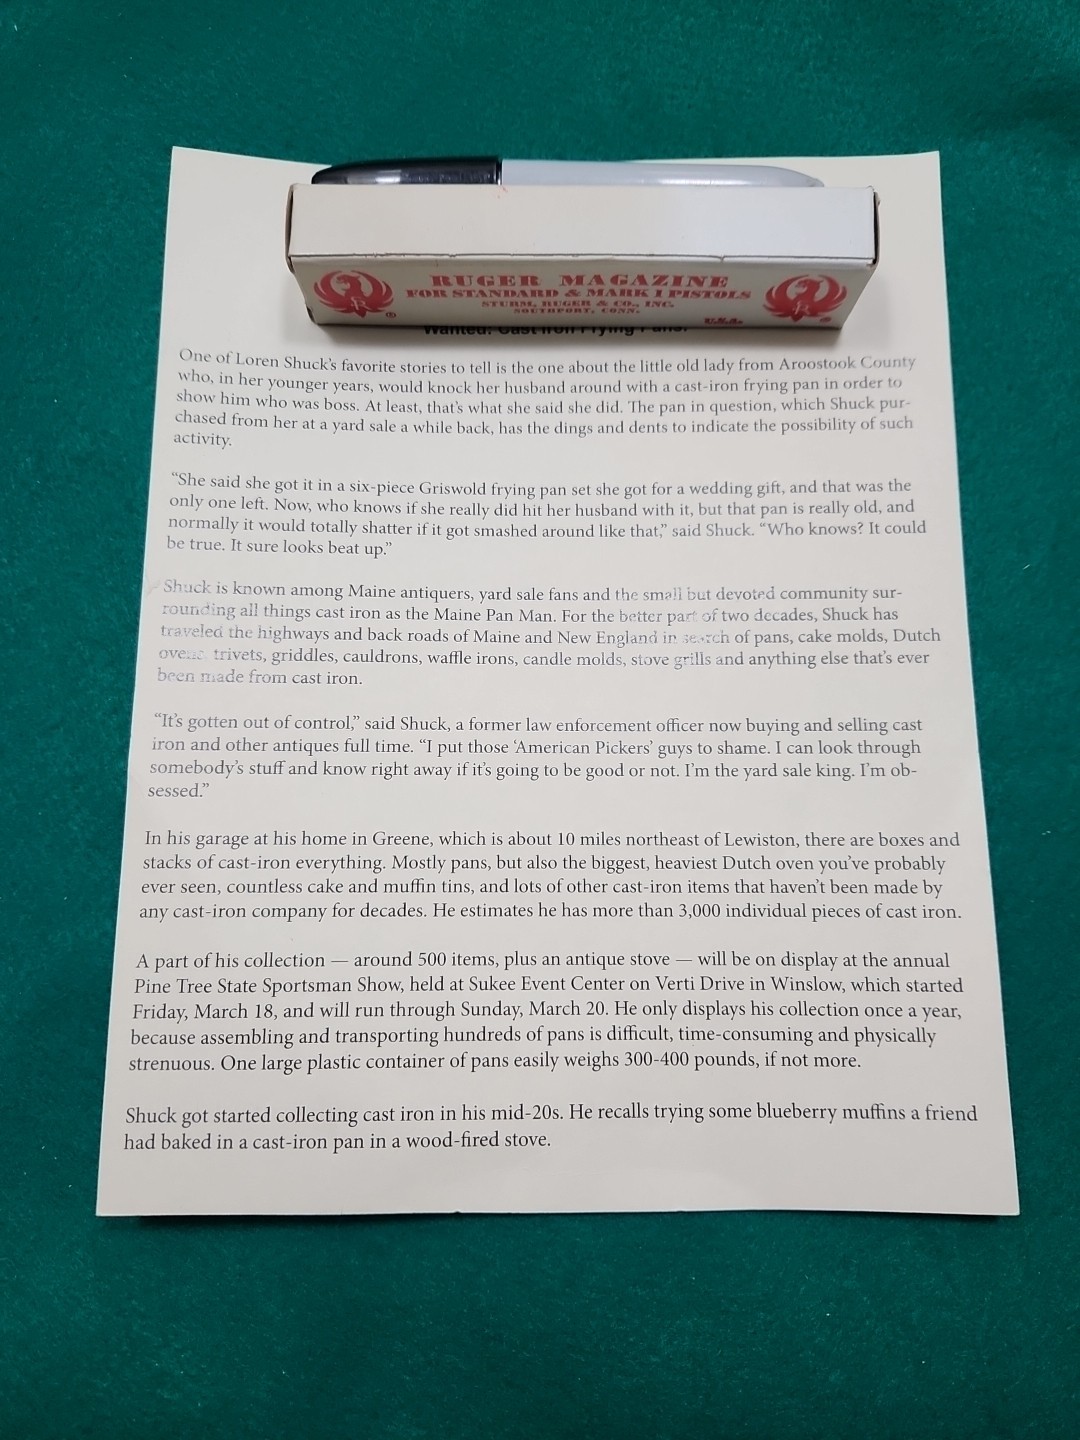 RUGER MAGAZINE
FOR STANDARD & MARK I PISTOLS
STURM, RUGER & CO., INC.
SOUTHPORT, CONN.
U.S.A.
Wanted: Cast Iron Frying Pans.
One of Loren Shuck's favorite stories to tell is the one about the little old lady from Aroostook County
who, in her younger years, would knock her husband around with a cast-iron frying pan in order to
show him who was boss. At least, that's what she said she did. The pan in question, which Shuck pur-
chased from her at a yard sale a while back, has the dings and dents to indicate the possibility of such
activity.
“She said she got it in a six-piece Griswold frying pan set she got for a wedding gift, and that was the
only one left. Now, who knows if she really did hit her husband with it, but that pan is really old, and
normally it would totally shatter if it got smashed around like that,” said Shuck. “Who knows? It could
be true. It sure looks beat up.”
Shuck is known among Maine antiquers, yard sale fans and the small but devoted community sur-
rounding all things cast iron as the Maine Pan Man. For the better part of two decades, Shuck has
traveled the highways and back roads of Maine and New England in search of pans, cake molds, Dutch
ovens, trivets, griddles, cauldrons, waffle irons, candle molds, stove grills and anything else that's ever
been made from cast iron.
“It's gotten out of control,” said Shuck, a former law enforcement officer now buying and selling cast
iron and other antiques full time. “I put those ‘American Pickers’ guys to shame. I can look through
somebody's stuff and know right away if it's going to be good or not. I'm the yard sale king. I'm ob-
sessed.”
In his garage at his home in Greene, which is about 10 miles northeast of Lewiston, there are boxes and
stacks of cast-iron everything. Mostly pans, but also the biggest, heaviest Dutch oven you've probably
ever seen, countless cake and muffin tins, and lots of other cast-iron items that haven't been made by
any cast-iron company for decades. He estimates he has more than 3,000 individual pieces of cast iron.
A part of his collection — around 500 items, plus an antique stove — will be on display at the annual
Pine Tree State Sportsman Show, held at Sukee Event Center on Verti Drive in Winslow, which started
Friday, March 18, and will run through Sunday, March 20. He only displays his collection once a year,
because assembling and transporting hundreds of pans is difficult, time-consuming and physically
strenuous. One large plastic container of pans easily weighs 300-400 pounds, if not more.
Shuck got started collecting cast iron in his mid-20s. He recalls trying some blueberry muffins a friend
had baked in a cast-iron pan in a wood-fired stove.